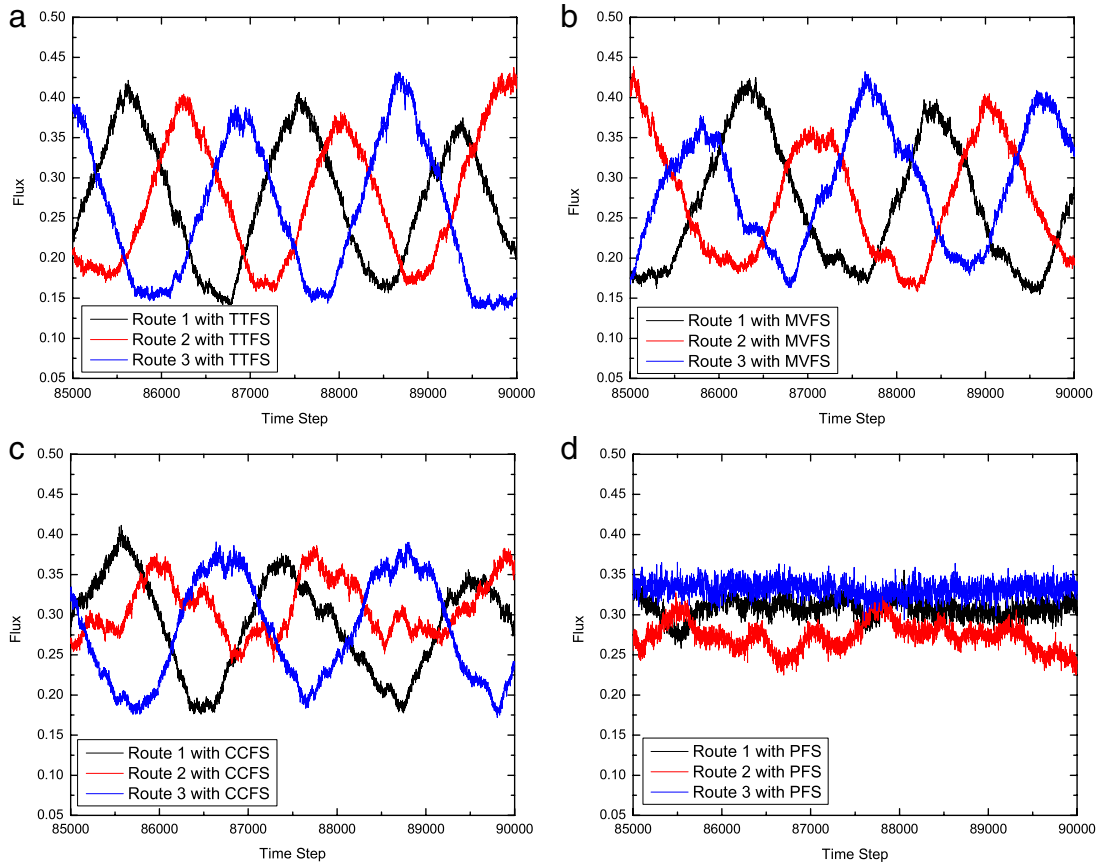 a
0.50
0.45
0.40
0.35
0.30
0.25
0.20
0.15
0.10
0.05
Flux
Route 1 with TTFS
Route 2 with TTFS
Route 3 with TTFS
85000 86000 87000 88000 89000 90000
Time Step
b
0.50
0.45
0.40
0.35
0.30
0.25
0.20
0.15
0.10
0.05
Flux
Route 1 with MVFS
Route 2 with MVFS
Route 3 with MVFS
85000 86000 87000 88000 89000 90000
Time Step
c
0.50
0.45
0.40
0.35
0.30
0.25
0.20
0.15
0.10
0.05
Flux
Route 1 with CCFS
Route 2 with CCFS
Route 3 with CCFS
85000 86000 87000 88000 89000 90000
Time Step
d
0.50
0.45
0.40
0.35
0.30
0.25
0.20
0.15
0.10
0.05
Flux
Route 1 with PFS
Route 2 with PFS
Route 3 with PFS
85000 86000 87000 88000 89000 90000
Time Step